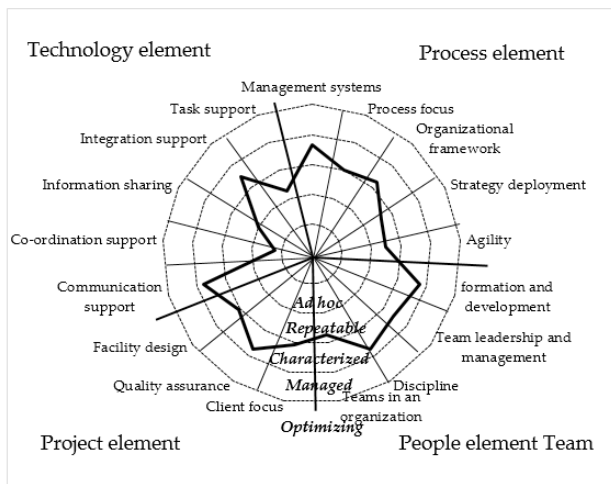 Technology element
Process element
Management systems
Task support
Process focus
Integration support
Organizational
framework
Information sharing
Strategy deployment
Co-ordination support
Agility
Communication
support
formation and
development
Ad hoc
Repeatable
Team leadership and
management
Facility design
Characterized
Quality assurance
Managed
Discipline
Client focus
Teams in an
organization
Optimizing
Project element
People element Team